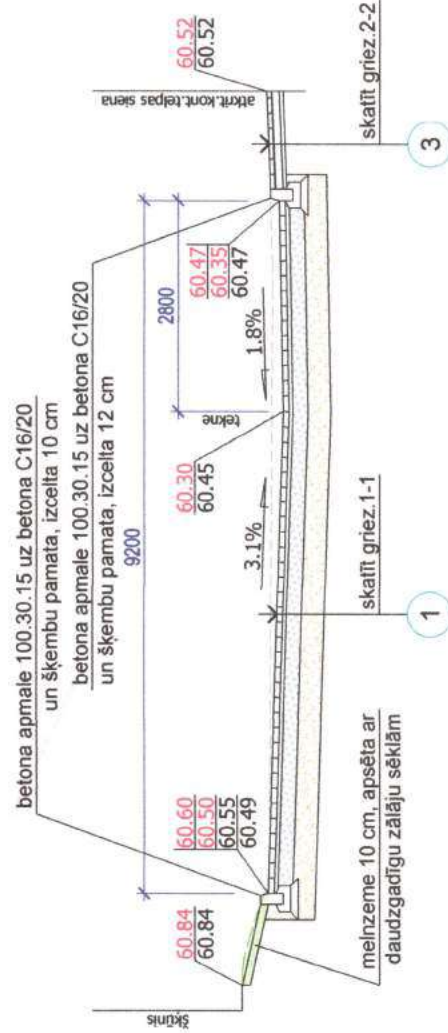 betona apmale 100.30.15 uz betona C16/20
un šķembu pamata, izcelta 10 cm
betona apmale 100.30.15 uz betona C16/20
un šķembu pamata, izcelta 12 cm
9200
2800
60.84
60.84
60.60
60.50
60.55
60.49
60.30
60.45
60.47
60.35
60.47
60.52
60.52
šķūnis
tekne
atkrit.kont.telpas siena
3.1%
1.8%
melnzeme 10 cm, apsēta ar
daudzgadīgu zālāju sēklām
skatīt griez.1-1
1
skatīt griez.2-2
3